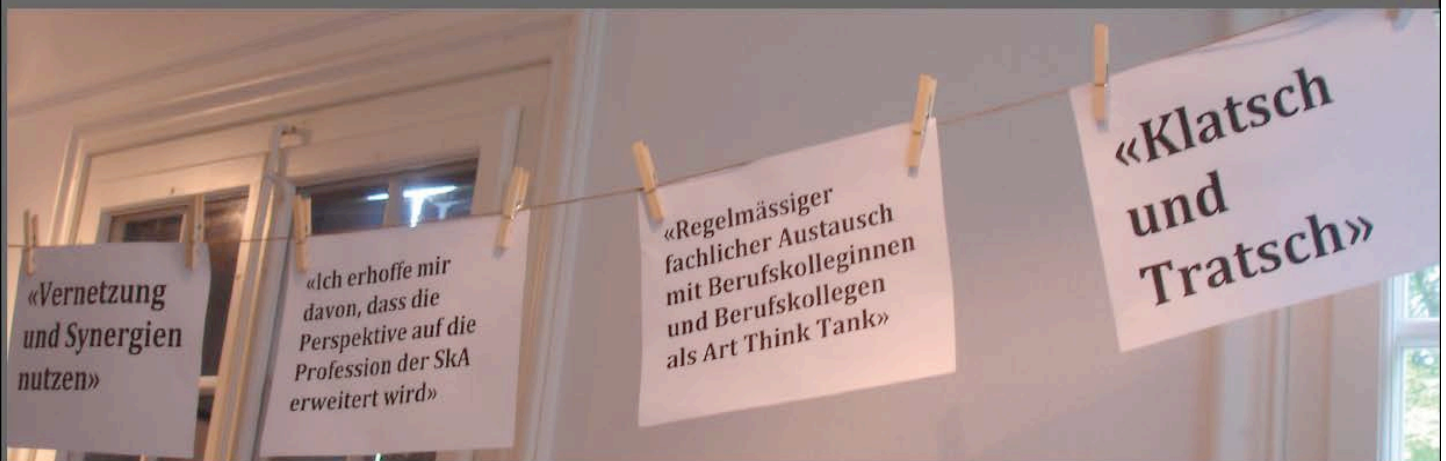 «Vernetzung
und Synergien
nutzen»
«Ich erhoffe mir
davon, dass die
Perspektive auf die
Profession der SkA
erweitert wird»
«Regelmässiger
fachlicher Austausch
mit Berufskolleginnen
und Berufskollegen
als Art Think Tank»
«Klatsch
und
Tratsch»